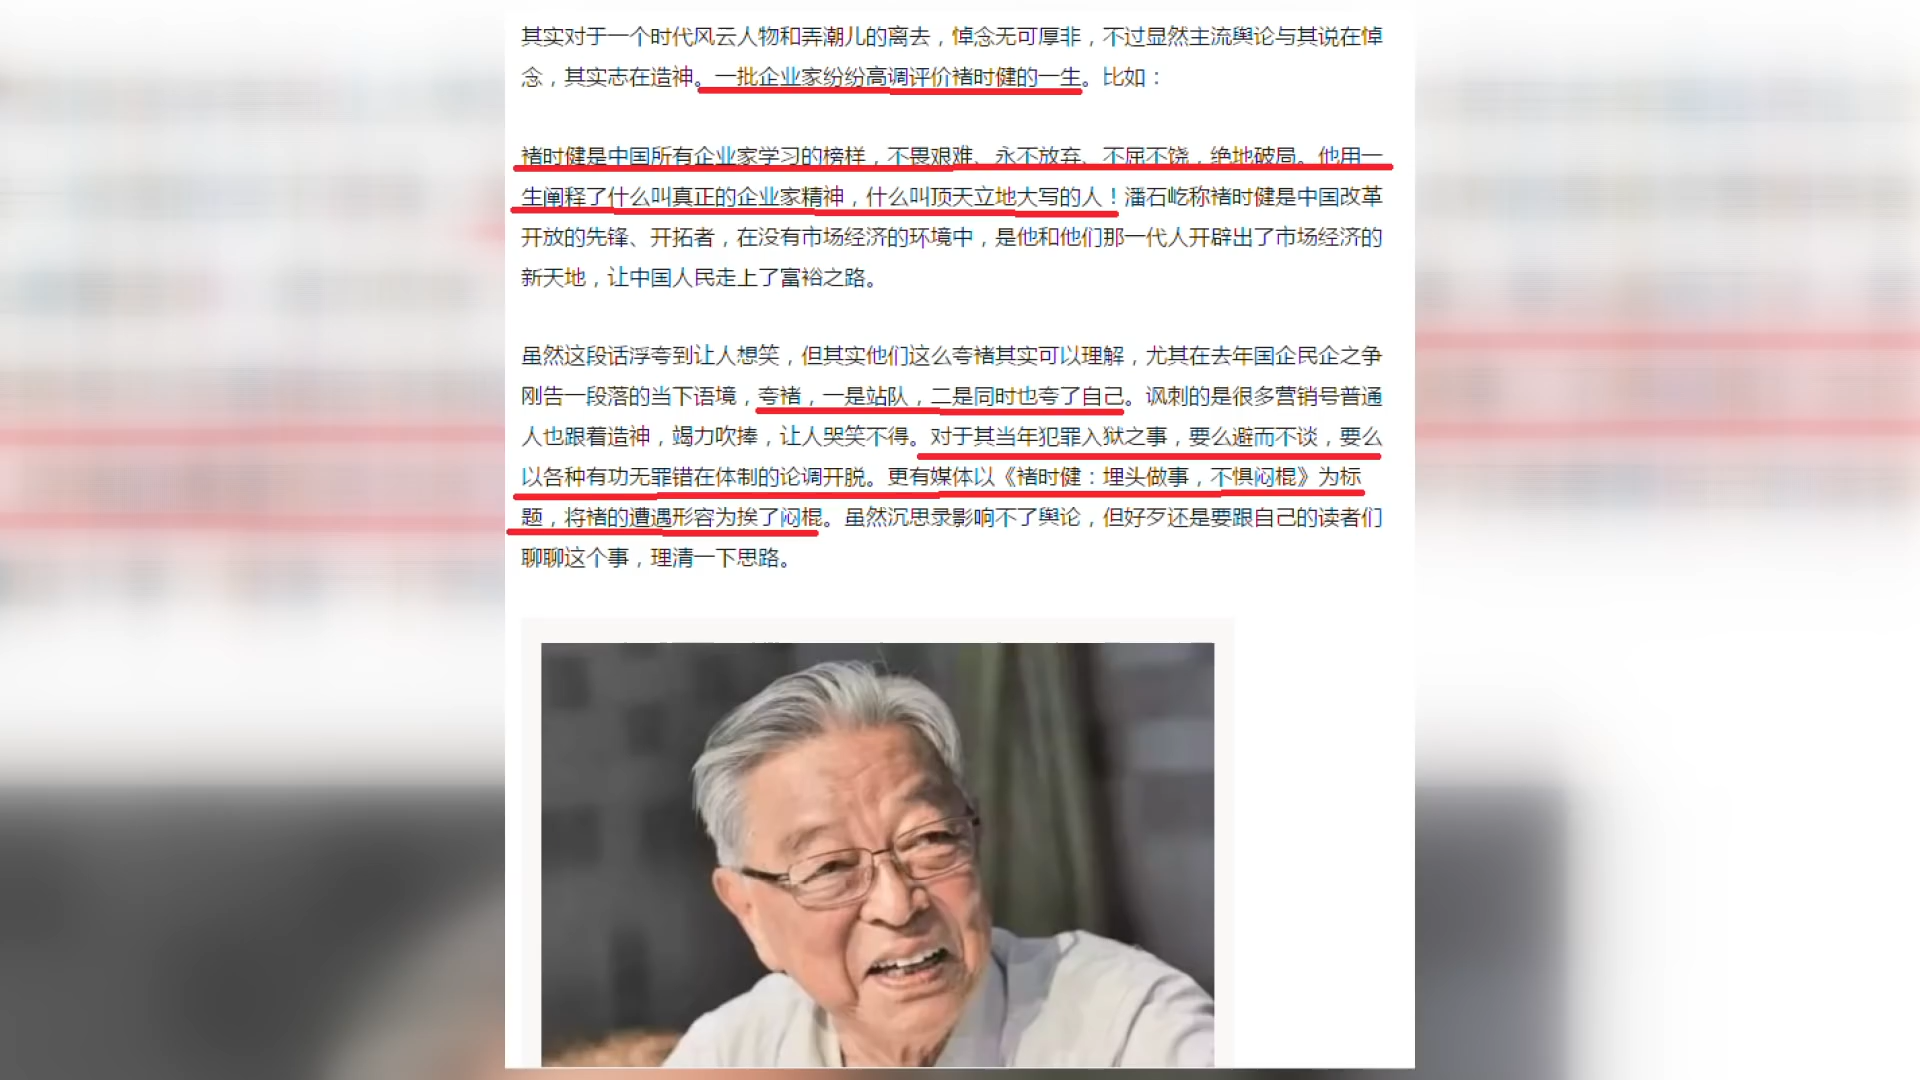 其实对于一个时代风云人物和弄潮儿的离去，悼念无可厚非，不过显然主流舆论与其说在悼
念，其实志在造神。一批企业家纷纷高调评价褚时健的一生。比如：
褚时健是中国所有企业家学习的榜样，不畏艰难、永不放弃、不屈不饶，绝地破局。他用一
生阐释了什么叫真正的企业家精神，什么叫顶天立地大写的人！潘石屹称褚时健是中国改革
开放的先锋、开拓者，在没有市场经济的环境中，是他和他们那一代人开辟出了市场经济的
新天地，让中国人民走上了富裕之路。
虽然这段话浮夸到让人想笑，但其实他们这么夸褚其实可以理解，尤其在去年国企民企之争
刚告一段落的当下语境，夸褚，一是站队，二是同时也夸了自己。讽刺的是很多营销号普通
人也跟着造神，竭力吹捧，让人哭笑不得。对于其当年犯罪入狱之事，要么避而不谈，要么
以各种有功无罪错在体制的论调开脱。更有媒体以《褚时健：埋头做事，不惧闷棍》为标
题，将褚的遭遇形容为挨了闷棍。虽然沉思录影响不了舆论，但好歹还是要跟自己的读者们
聊聊这个事，理清一下思路。